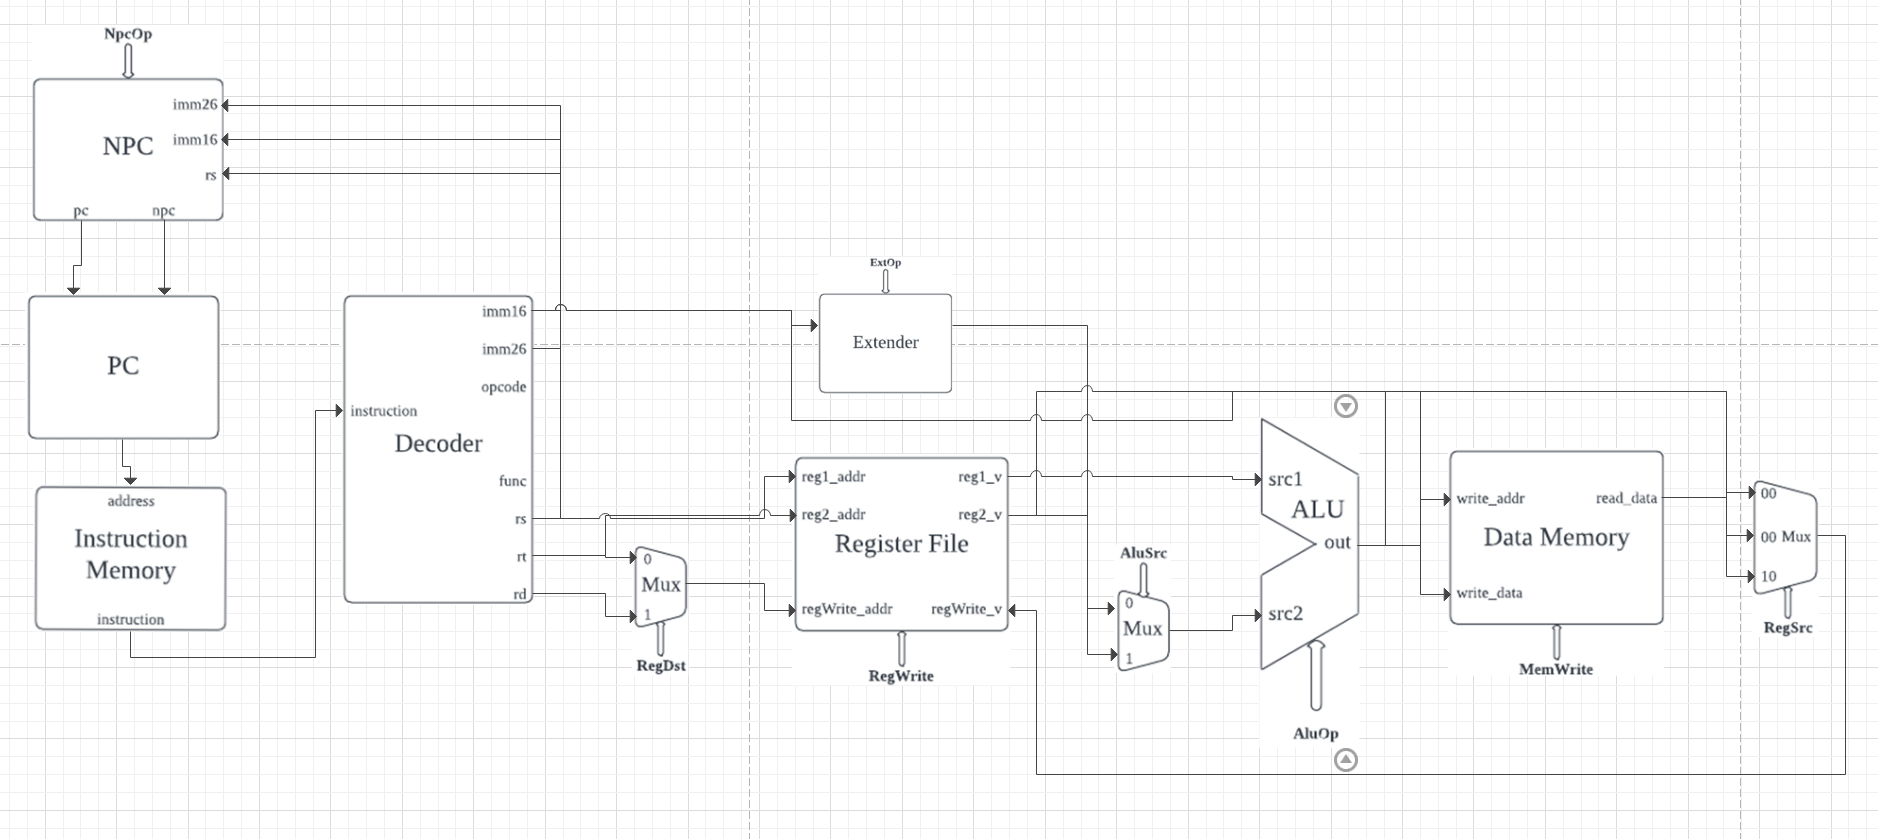 NpcOp
imm26
NPC
imm16
rs
pc
npc
PC
address
Instruction
Memory
instruction
imm16
imm26
opcode
instruction
Decoder
func
rs
rt
rd
0
Mux
1
RegDst
ExtOp
Extender
reg1_addr
reg1_v
reg2_addr
reg2_v
Register File
regWrite_addr
regWrite_v
RegWrite
AluSrc
0
Mux
1
src1
ALU
out
src2
AluOp
write_addr
read_data
Data Memory
write_data
MemWrite
00
00 Mux
10
RegSrc